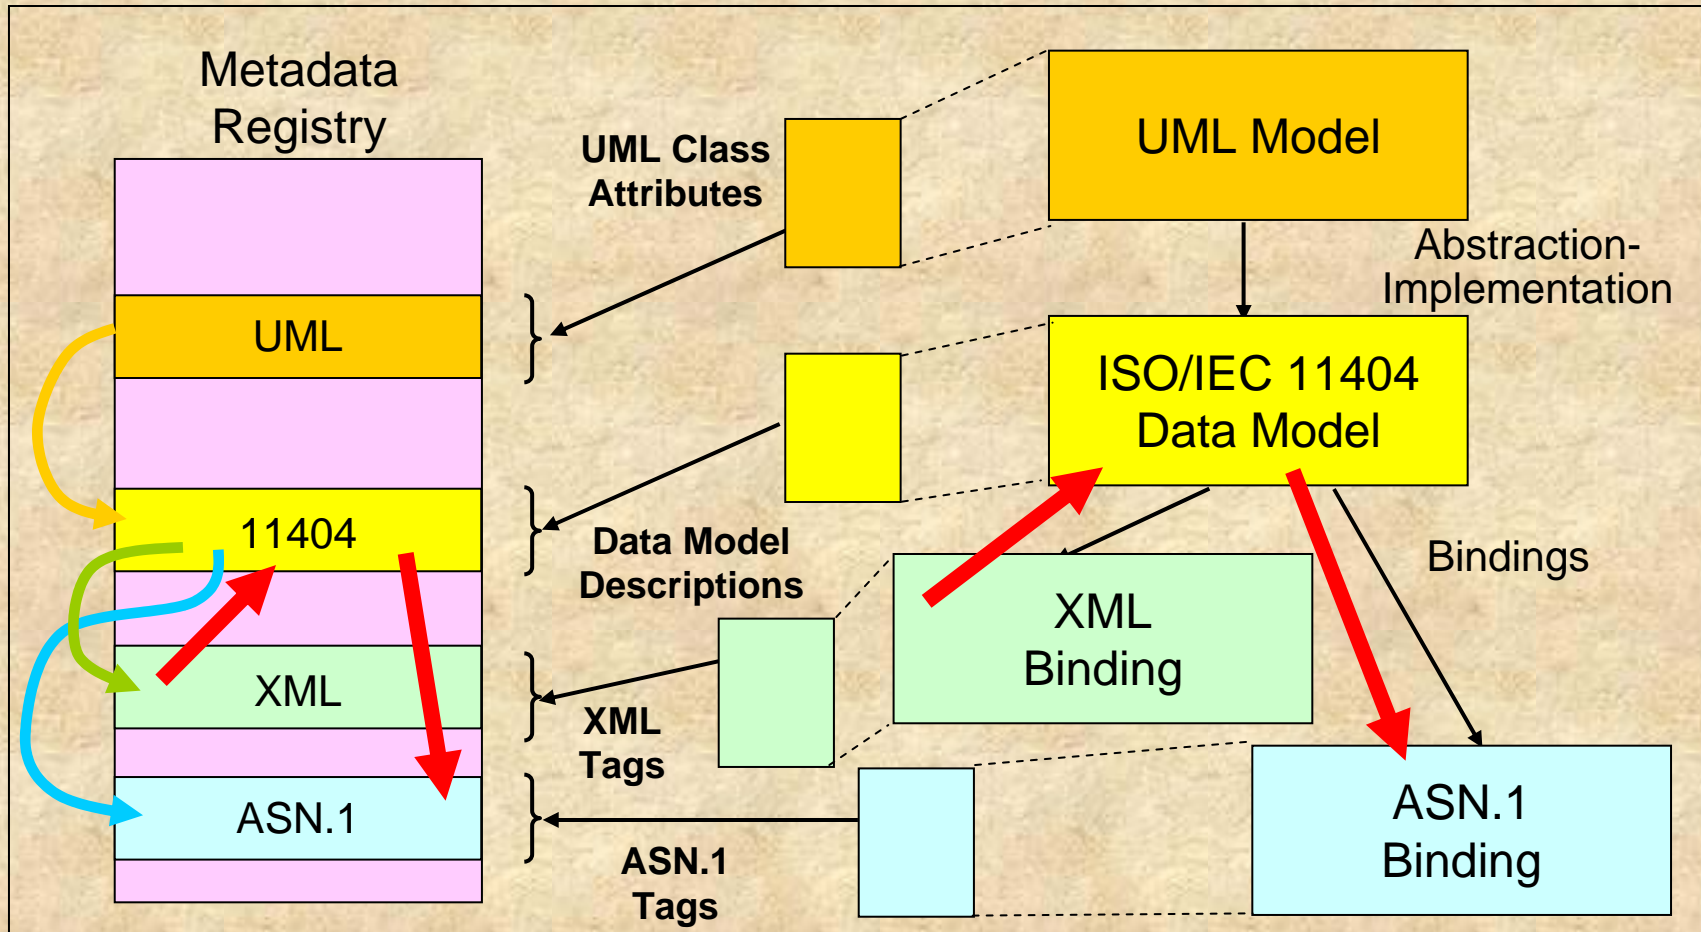 Metadata
Registry
UML
11404
XML
ASN.1
UML Class
Attributes
Data Model
Descriptions
XML
Tags
ASN.1
Tags
UML Model
Abstraction-
Implementation
ISO/IEC 11404
Data Model
Bindings
XML
Binding
ASN.1
Binding